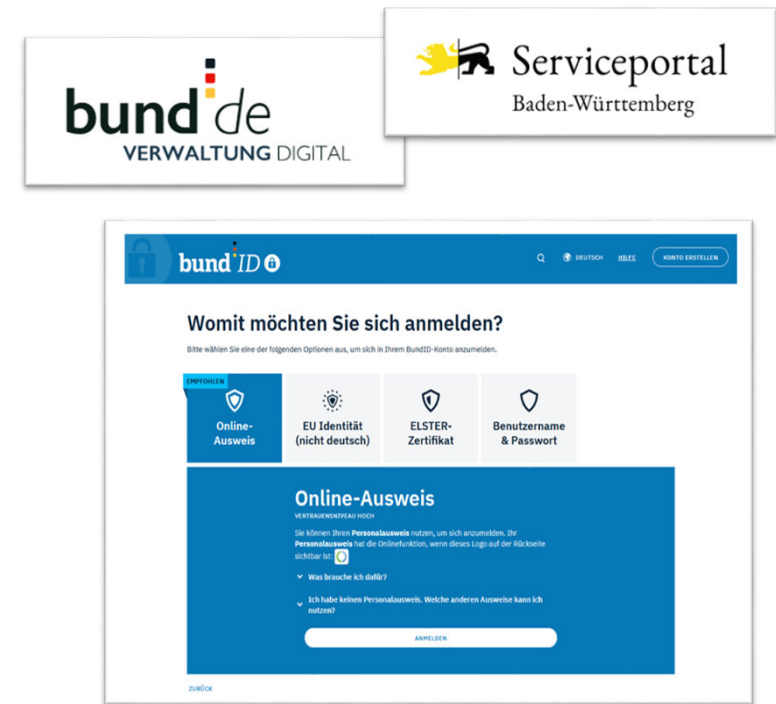 bund de
VERWALTUNG DIGITAL
Serviceportal
Baden-Württemberg
bund ID
DEUTSCH
HILFE
KONTO ERSTELLEN
Womit möchten Sie sich anmelden?
Bitte wählen Sie eine der folgenden Optionen aus, um sich in Ihrem BundID-Konto anzumelden.
EMPFOHLEN
Online-
Ausweis
EU Identität
(nicht deutsch)
ELSTER-
Zertifikat
Benutzername
& Passwort
Online-Ausweis
VERTRAUENSNIVEAU HOCH
Sie können Ihren Personalausweis nutzen, um sich anzumelden. Ihr
Personalausweis hat die Onlinefunktion, wenn dieses Logo auf der Rückseite
sichtbar ist:
Was brauche ich dafür?
Ich habe keinen Personalausweis. Welche anderen Ausweise kann ich
nutzen?
ANMELDEN
ZURÜCK